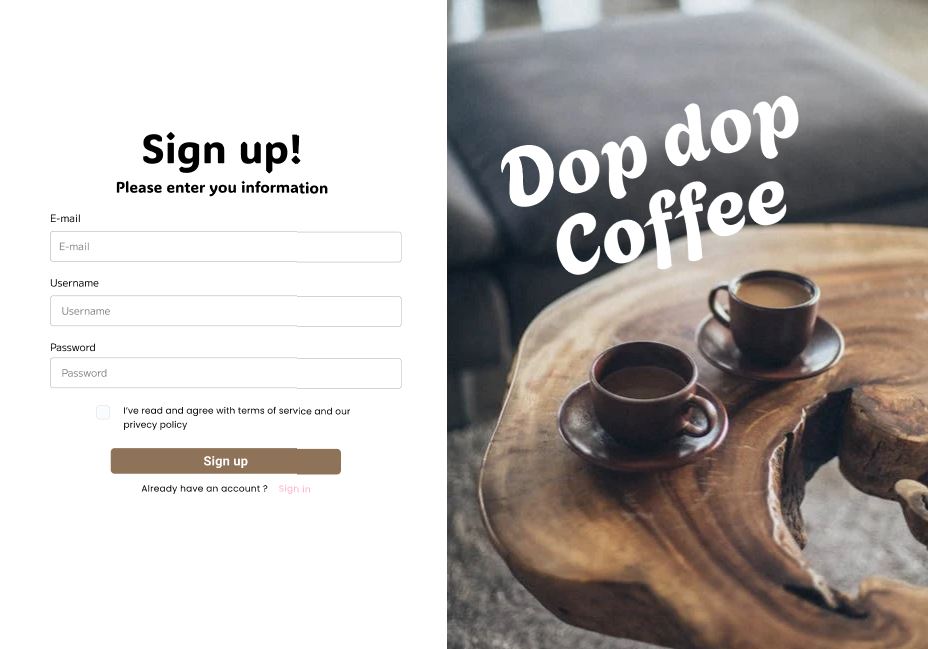 Sign up!
Please enter you information
E-mail
E-mail
Username
Username
Password
Password
I've read and agree with terms of service and our
privecy policy
Sign up
Already have an account ? Sign in
Dop dop
Coffee